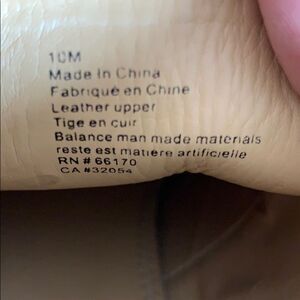 10M
Made In China
Fabriqué en Chine
Leather upper
Tige en cuir
Balance man made materials
reste est matière artificielle
RN # 66170
CA #32054